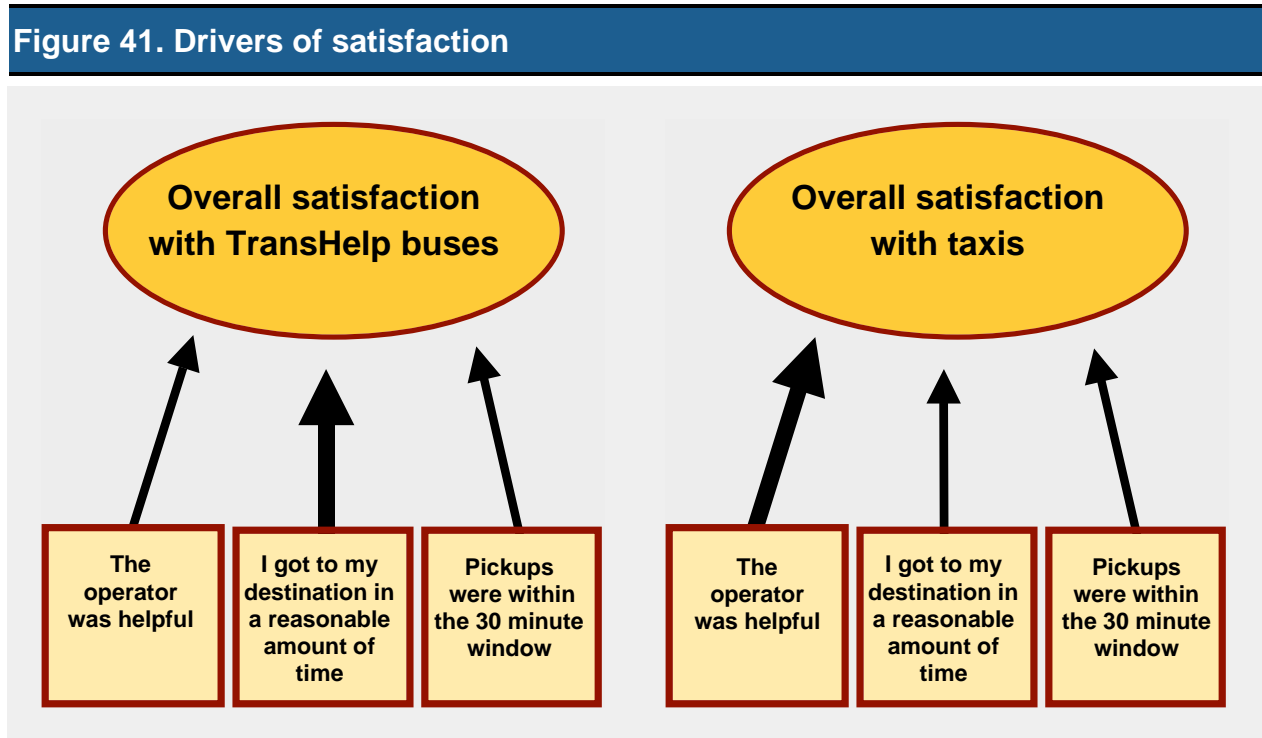 Figure 41. Drivers of satisfaction
Overall satisfaction
with TransHelp buses
Overall satisfaction
with taxis
The
operator
was helpful
I got to my
destination in
a reasonable
amount of
time
Pickups
were within
the 30 minute
window
The
operator
was helpful
I got to my
destination in
a reasonable
amount of
time
Pickups
were within
the 30 minute
window